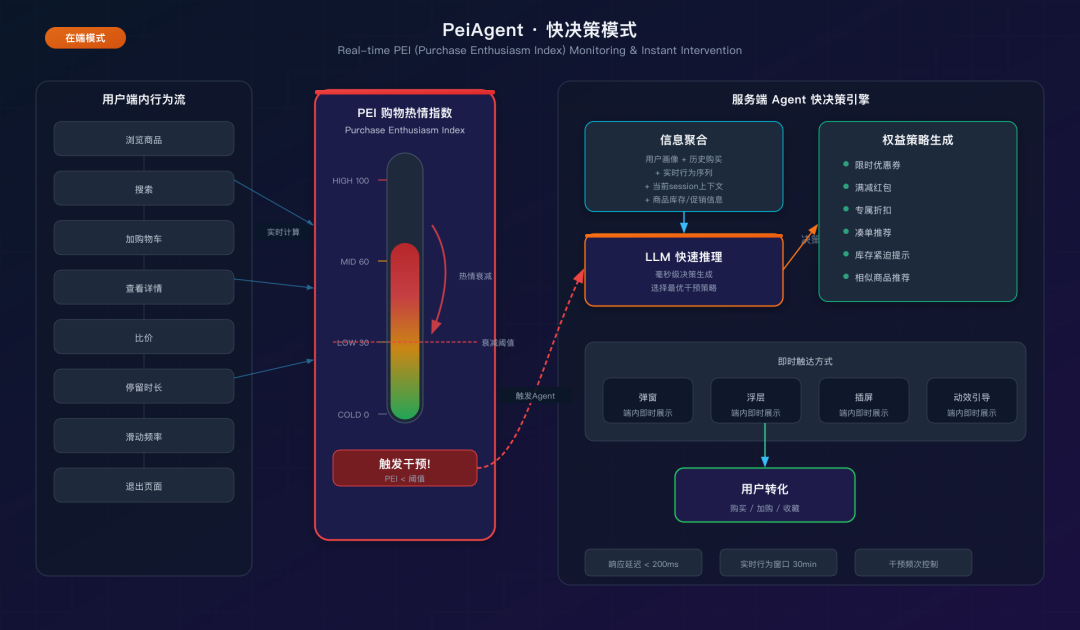 在端模式
PeiAgent · 快决策模式
Real-time PEI (Purchase Enthusiasm Index) Monitoring & Instant Intervention
用户端内行为流
浏览商品
搜索
加购物车
查看详情
比价
停留时长
滑动频率
退出页面
实时计算
PEI 购物热情指数
Purchase Enthusiasm Index
HIGH 100
MID 60
LOW 30
COLD 0
热情衰减
衰减阈值
触发干预!
PEI < 阈值
触发Agent
服务端 Agent 快决策引擎
信息聚合
用户画像 + 历史购买
+ 实时行为序列
+ 当前session上下文
+ 商品库存/促销信息
LLM 快速推理
毫秒级决策生成
选择最优干预策略
决策
权益策略生成
限时优惠券
满减红包
专属折扣
凑单推荐
库存紧迫提示
相似商品推荐
即时触达方式
弹窗
端内即时展示
浮层
端内即时展示
插屏
端内即时展示
动效引导
端内即时展示
用户转化
购买 / 加购 / 收藏
响应延迟 < 200ms
实时行为窗口 30min
干预频次控制